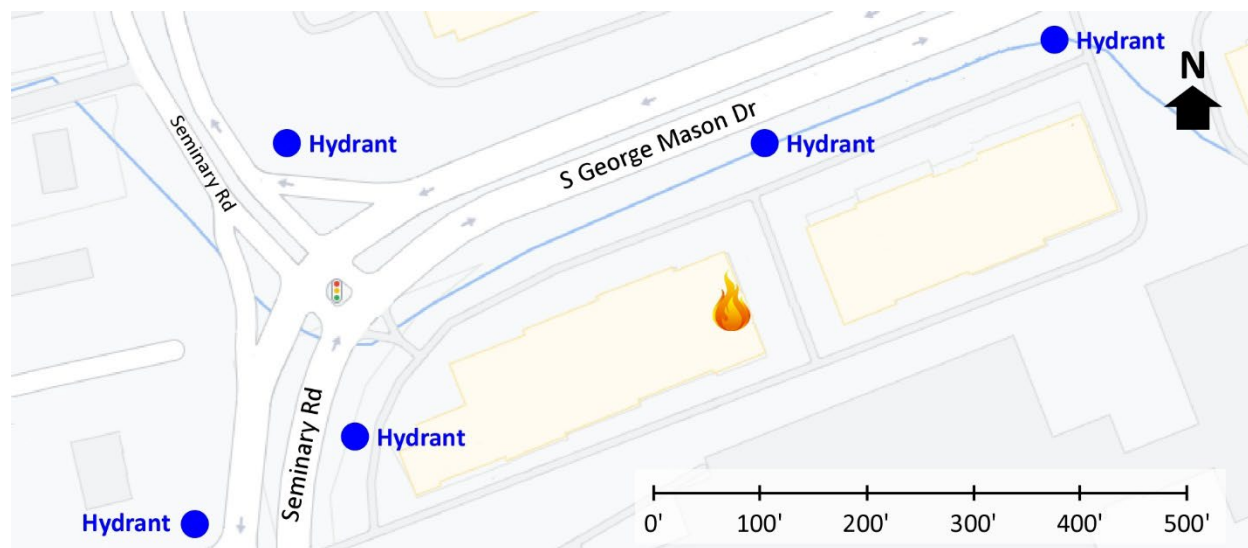 Hydrant
N
Hydrant
Hydrant
Seminary Rd
S George Mason Dr
Hydrant
Seminary Rd
Hydrant
0' 100' 200' 300' 400' 500'